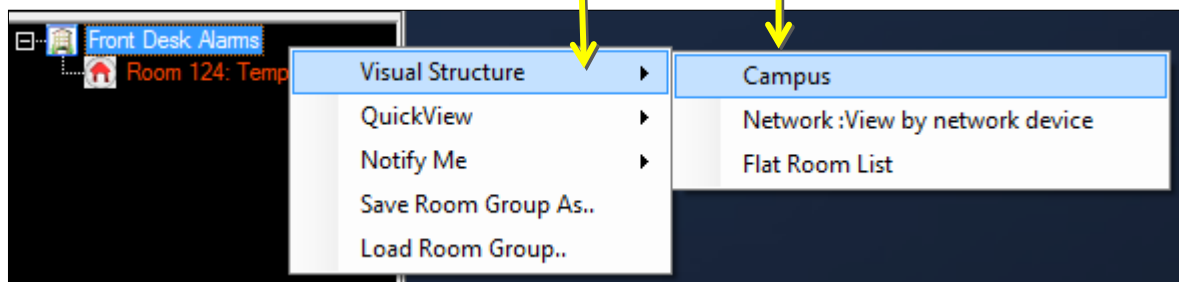 Front Desk Alarms
Room 124: Temp
Visual Structure
QuickView
Notify Me
Save Room Group As..
Load Room Group..
Campus
Network :View by network device
Flat Room List